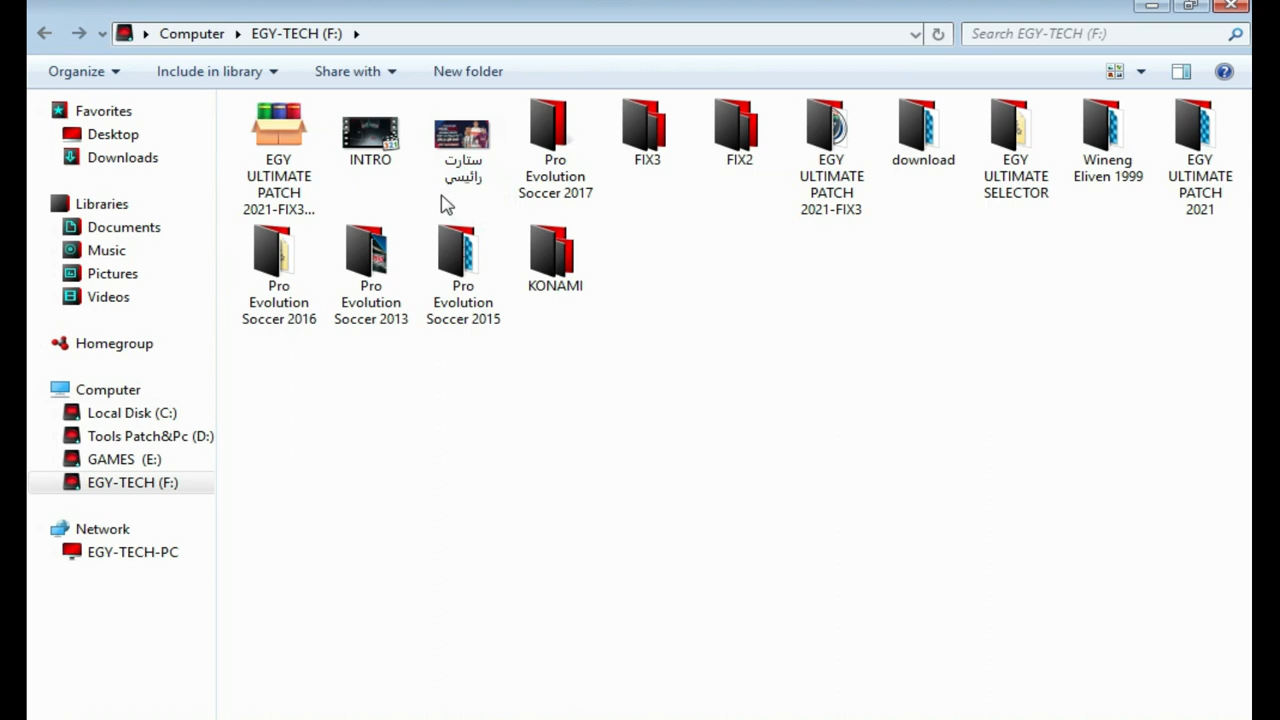 Computer
EGY-TECH (F:)
Search EGY-TECH (F:)
Organize
Include in library
Share with
New folder
Favorites
Desktop
Downloads
Libraries
Documents
Music
Pictures
Videos
Homegroup
Computer
Local Disk (C:)
Tools Patch&Pc (D:)
GAMES (E:)
EGY-TECH (F:)
Network
EGY-TECH-PC
EGY
ULTIMATE
PATCH
2021-FIX3...
INTRO
ستارت
رائيسي
Pro
Evolution
Soccer 2017
FIX3
FIX2
EGY
ULTIMATE
PATCH
2021-FIX3
download
EGY
ULTIMATE
SELECTOR
Wineng
Eliven 1999
EGY
ULTIMATE
PATCH
2021
Pro
Evolution
Soccer 2016
Pro
Evolution
Soccer 2013
Pro
Evolution
Soccer 2015
KONAMI